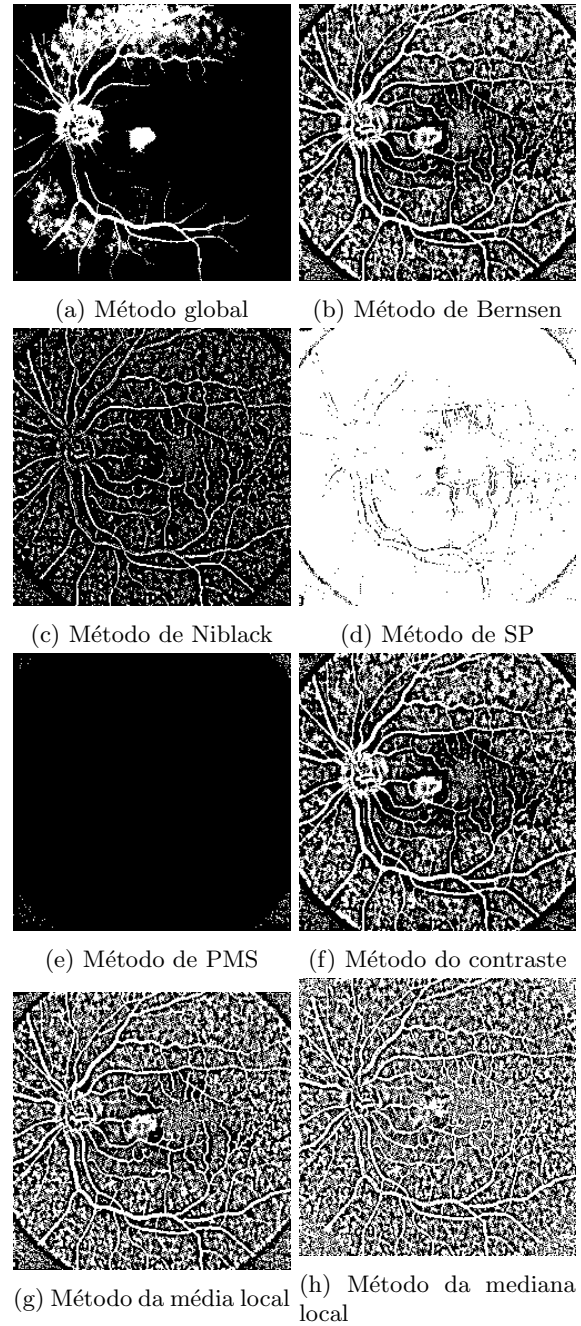 (a) Método global
(b) Método de Bernsen
(c) Método de Niblack
(d) Método de SP
(e) Método de PMS
(f) Método do contraste
(g) Método da média local
(h) Método da mediana
local